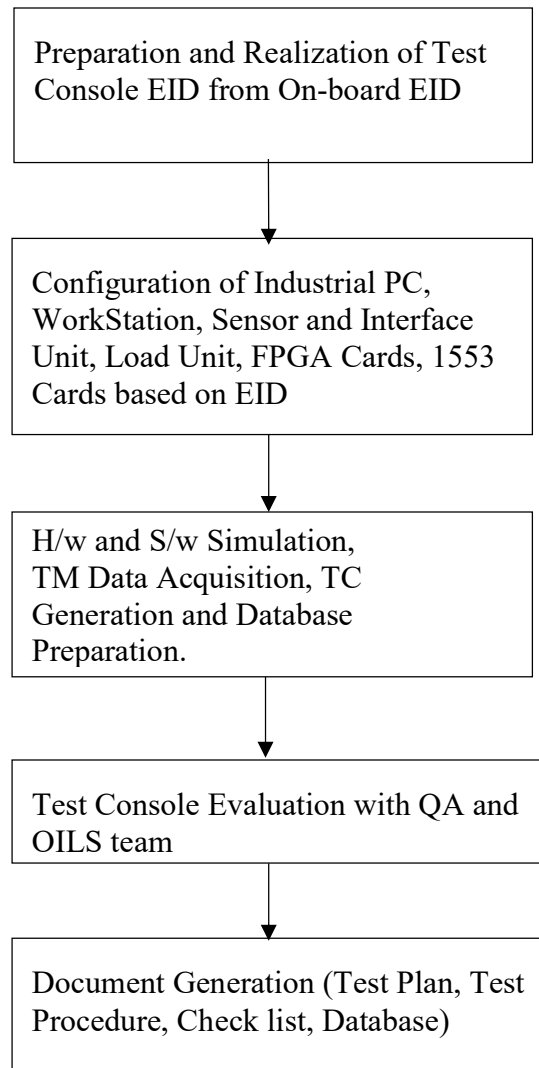 Preparation and Realization of Test
Console EID from On-board EID
Configuration of Industrial PC,
WorkStation, Sensor and Interface
Unit, Load Unit, FPGA Cards, 1553
Cards based on EID
H/w and S/w Simulation,
TM Data Acquisition, TC
Generation and Database
Preparation.
Test Console Evaluation with QA and
OILS team
Document Generation (Test Plan, Test
Procedure, Check list, Database)